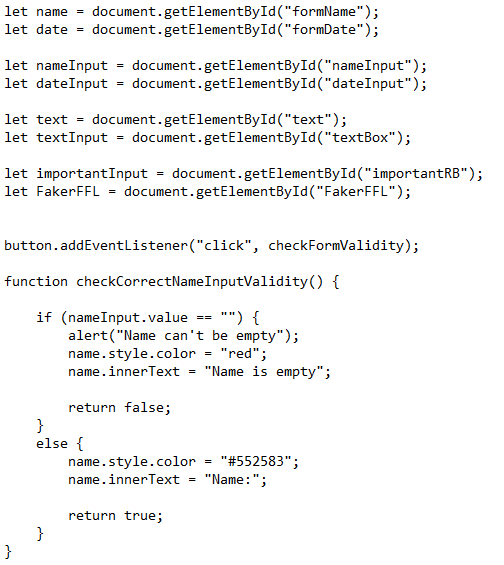 let name = document.getElementById("formName");
let date = document.getElementById("formDate");

let nameInput = document.getElementById("nameInput");
let dateInput = document.getElementById("dateInput");

let text = document.getElementById("text");
let textInput = document.getElementById("textBox");

let importantInput = document.getElementById("importantRB");
let FakerFFL = document.getElementById("FakerFFL");


button.addEventListener("click", checkFormValidity);

function checkCorrectNameInputValidity() {

    if (nameInput.value == "") {
        alert("Name can't be empty");
        name.style.color = "red";
        name.innerText = "Name is empty";

        return false;
    }
    else {
        name.style.color = "#552583";
        name.innerText = "Name:";

        return true;
    }
}